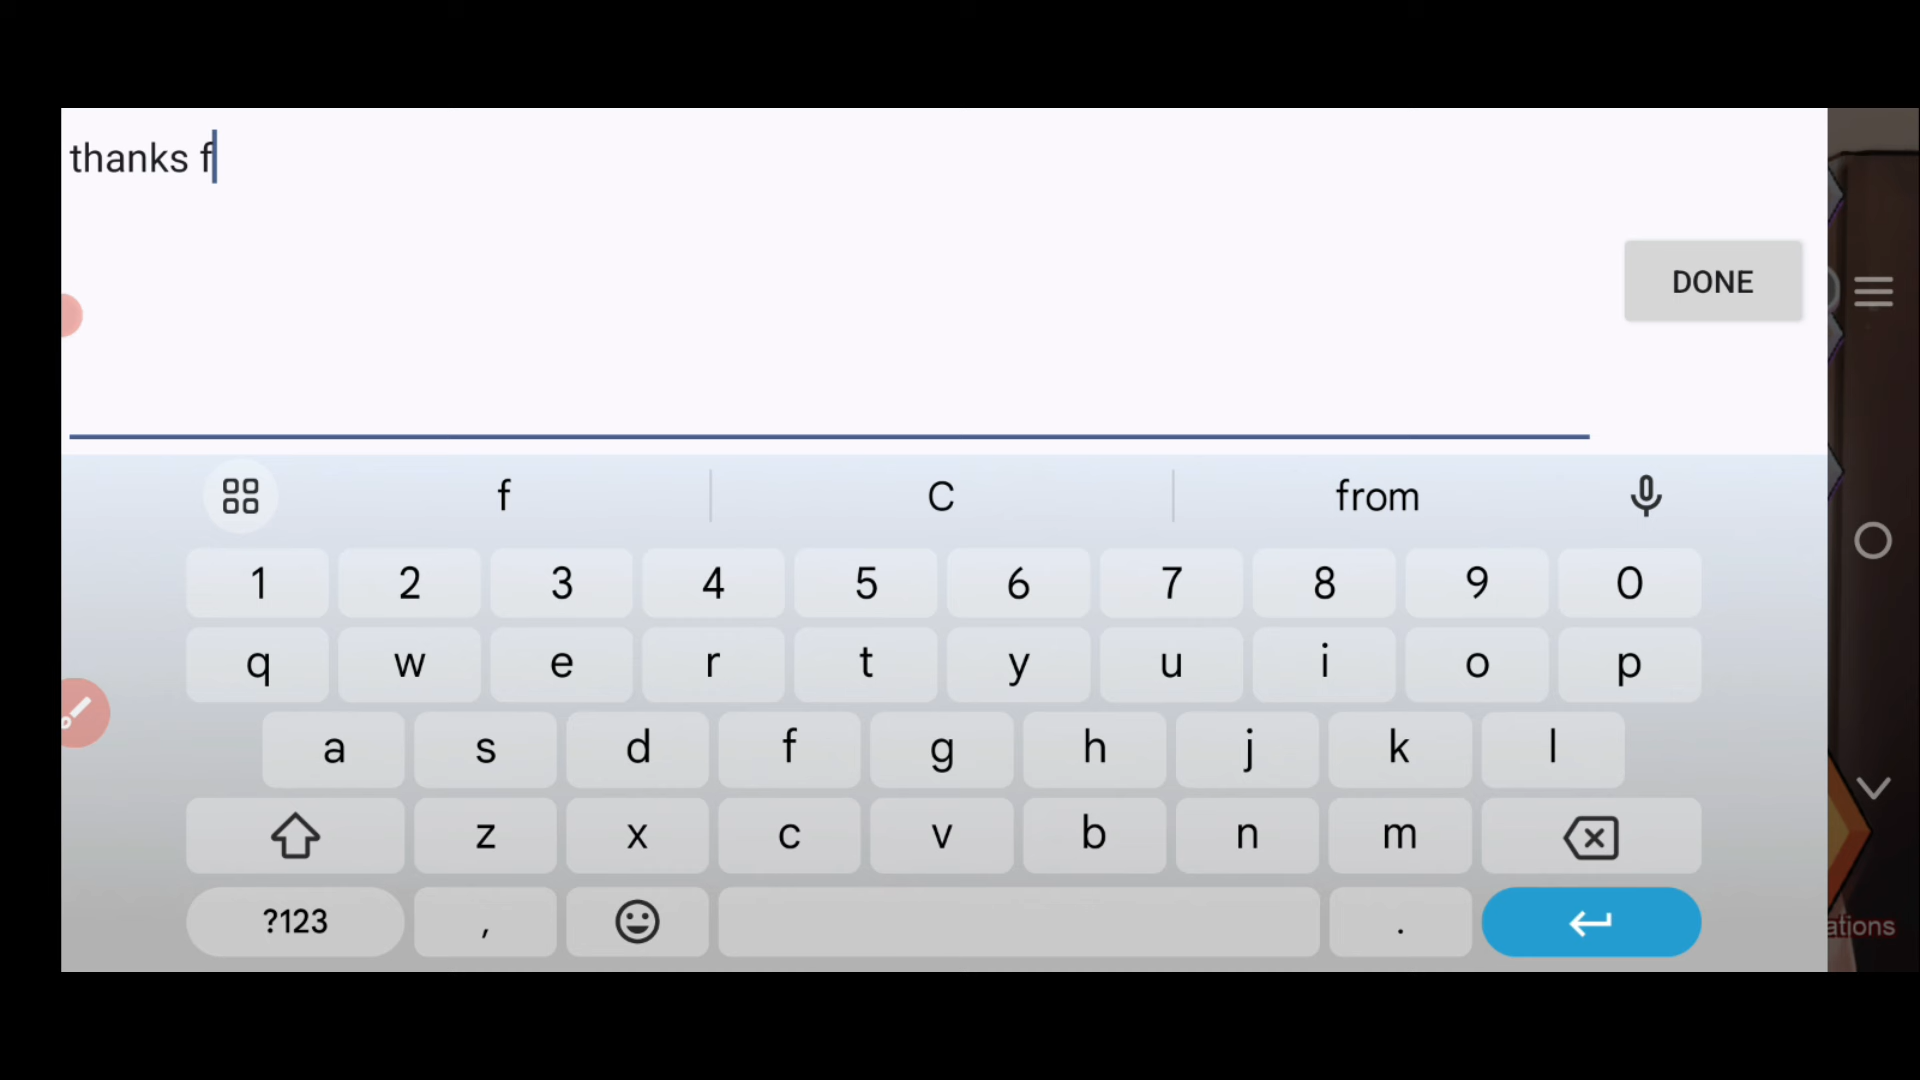 thanks f
DONE
f C from
1 2 3 4 5 6 7 8 9 0
q w e r t y u i o p
a s d f g h j k l
z x c v b n m
?123 , .
ations